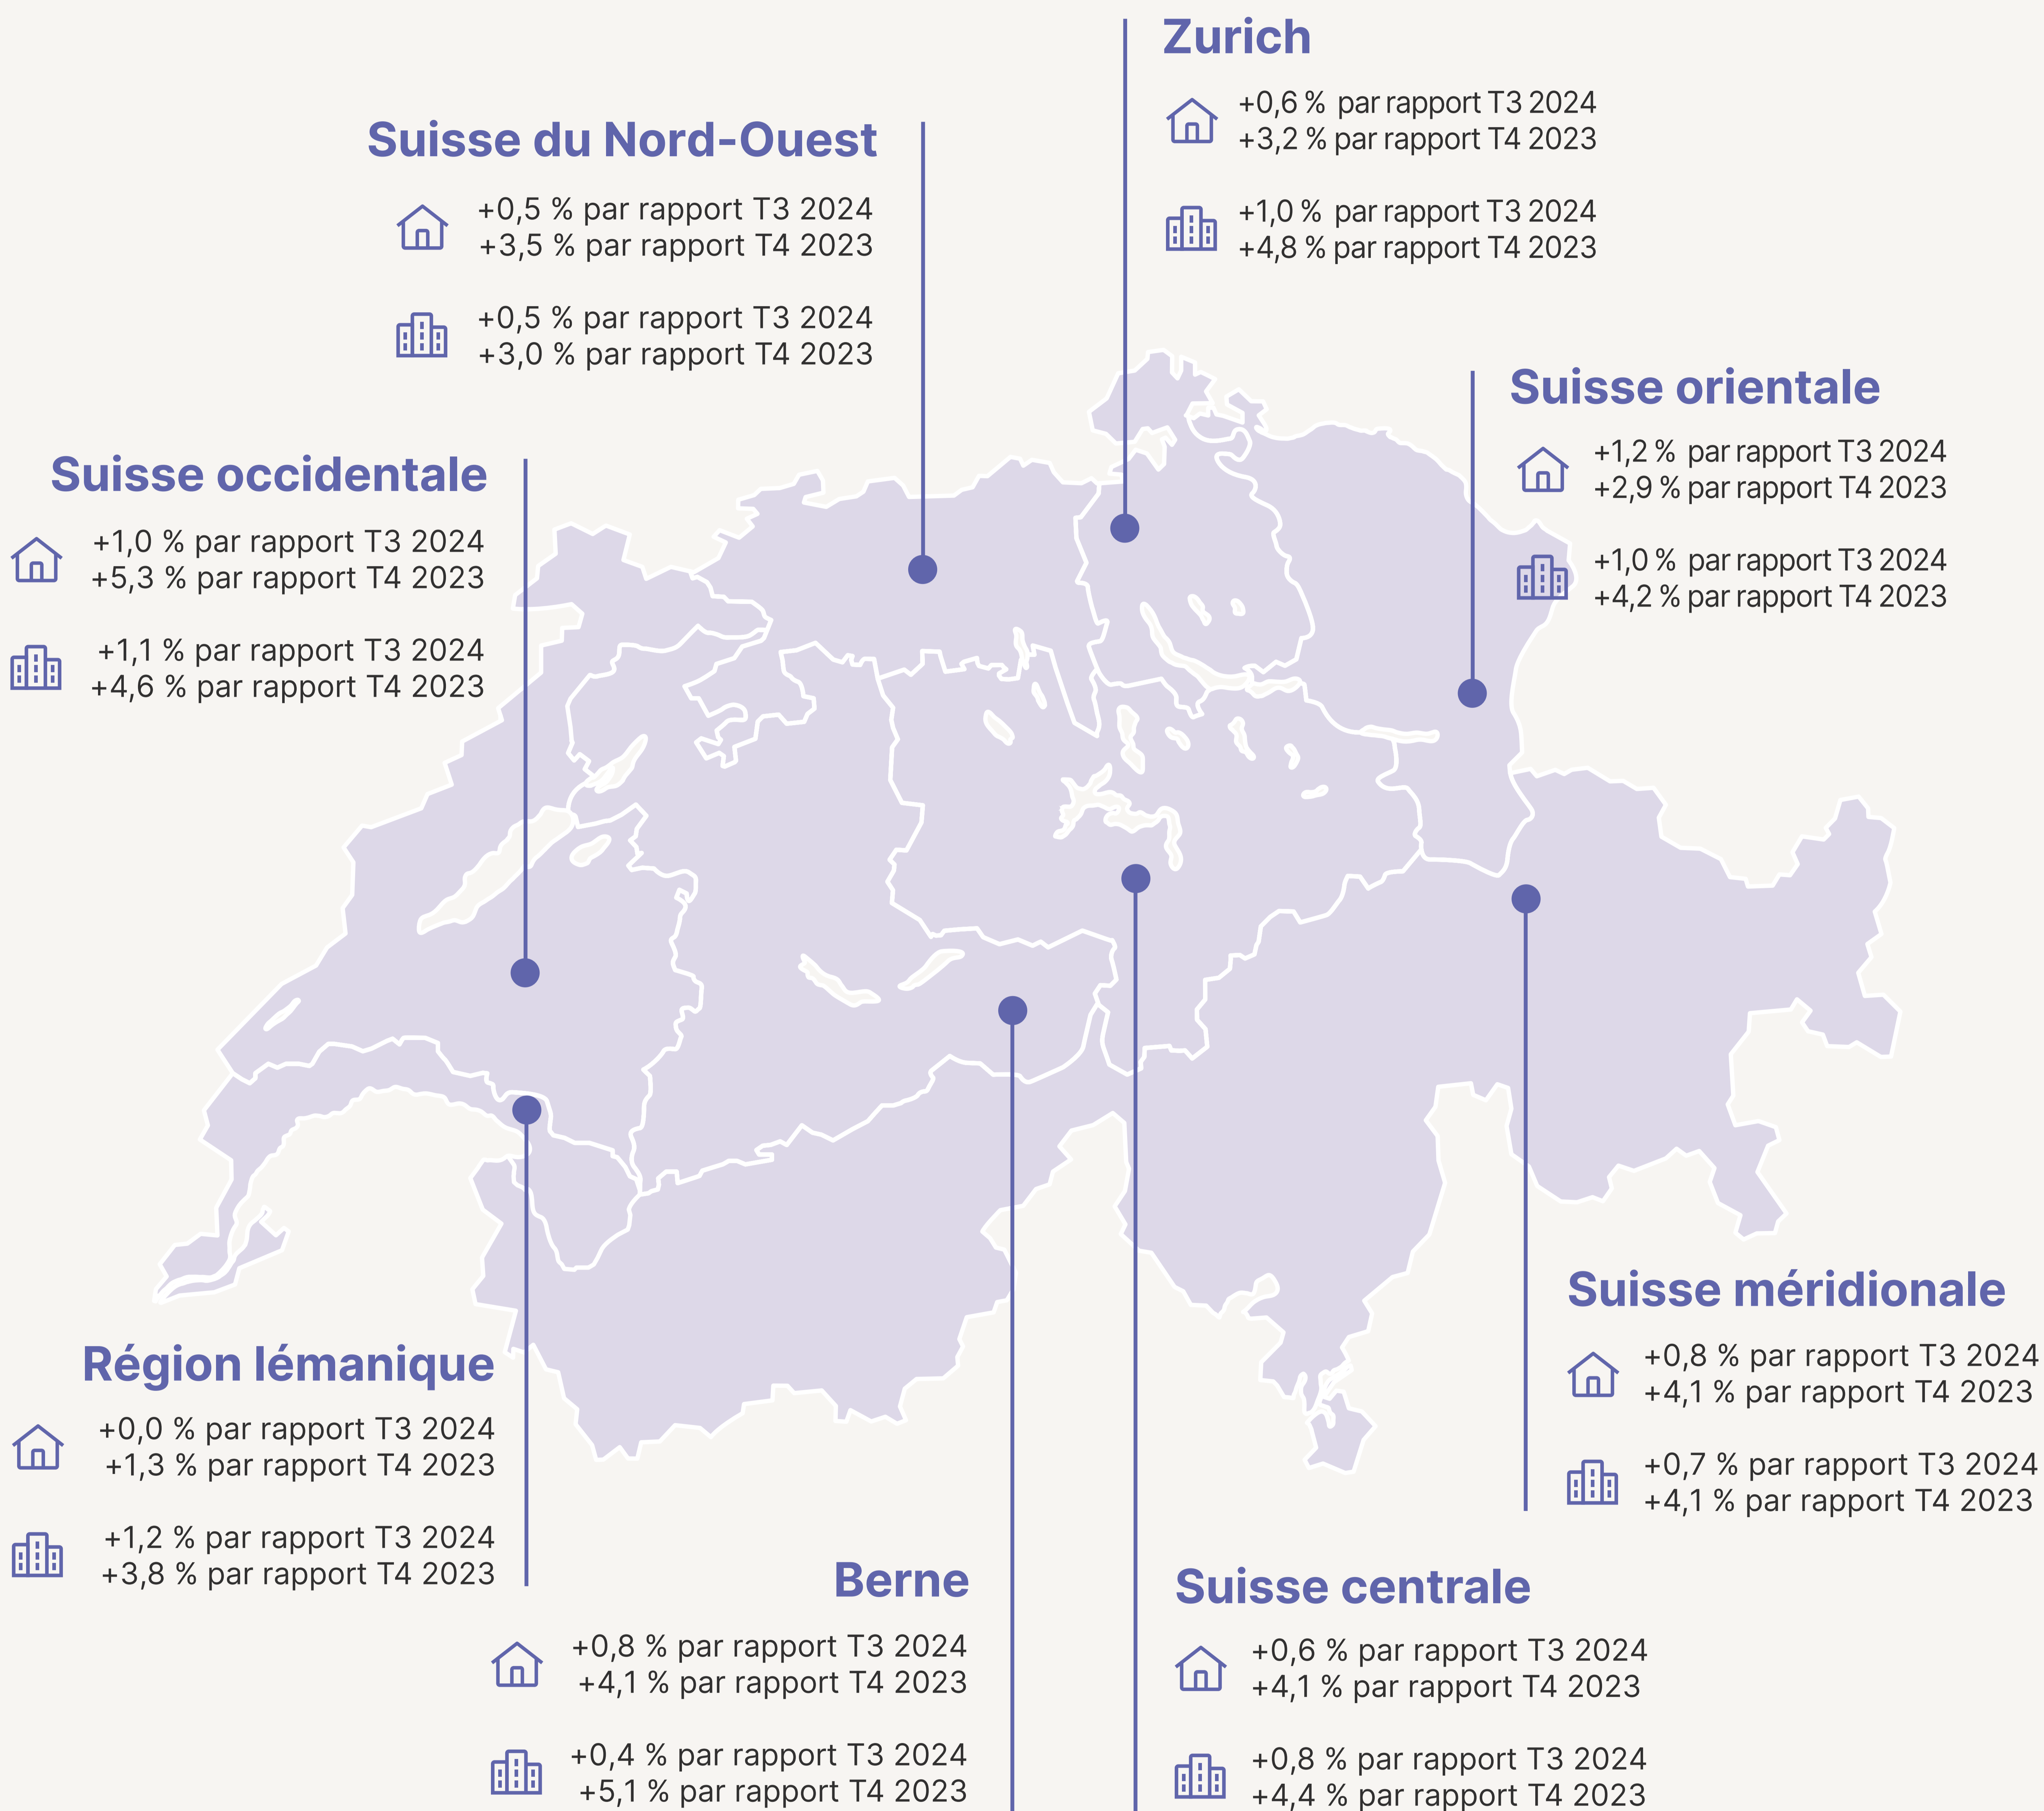 Zurich
+0,6 % par rapport T3 2024
+3,2 % par rapport T4 2023
+1,0 % par rapport T3 2024
+4,8 % par rapport T4 2023
Suisse du Nord-Ouest
+0,5 % par rapport T3 2024
+3,5 % par rapport T4 2023
+0,5 % par rapport T3 2024
+3,0 % par rapport T4 2023
Suisse orientale
+1,2 % par rapport T3 2024
+2,9 % par rapport T4 2023
+1,0 % par rapport T3 2024
+4,2 % par rapport T4 2023
Suisse occidentale
+1,0 % par rapport T3 2024
+5,3 % par rapport T4 2023
+1,1 % par rapport T3 2024
+4,6 % par rapport T4 2023
Suisse méridionale
+0,8 % par rapport T3 2024
+4,1 % par rapport T4 2023
+0,7 % par rapport T3 2024
+4,1 % par rapport T4 2023
Région lémanique
+0,0 % par rapport T3 2024
+1,3 % par rapport T4 2023
+1,2 % par rapport T3 2024
+3,8 % par rapport T4 2023
Berne
+0,8 % par rapport T3 2024
+4,1 % par rapport T4 2023
+0,4 % par rapport T3 2024
+5,1 % par rapport T4 2023
Suisse centrale
+0,6 % par rapport T3 2024
+4,1 % par rapport T4 2023
+0,8 % par rapport T3 2024
+4,4 % par rapport T4 2023